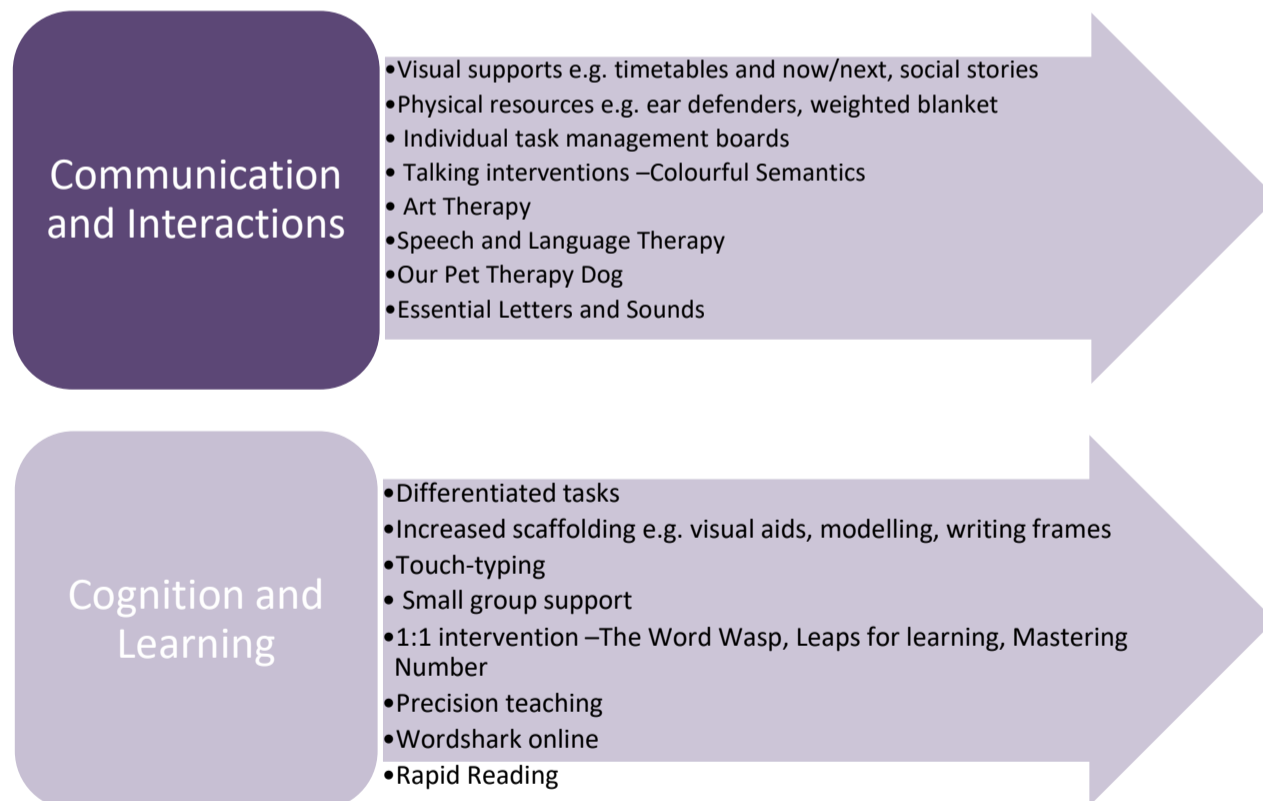 Communication
and Interactions
•Visual supports e.g. timetables and now/next, social stories
•Physical resources e.g. ear defenders, weighted blanket
• Individual task management boards
• Talking interventions –Colourful Semantics
• Art Therapy
•Speech and Language Therapy
•Our Pet Therapy Dog
•Essential Letters and Sounds
Cognition and
Learning
•Differentiated tasks
•Increased scaffolding e.g. visual aids, modelling, writing frames
•Touch-typing
• Small group support
•1:1 intervention –The Word Wasp, Leaps for learning, Mastering
Number
•Precision teaching
•Wordshark online
•Rapid Reading